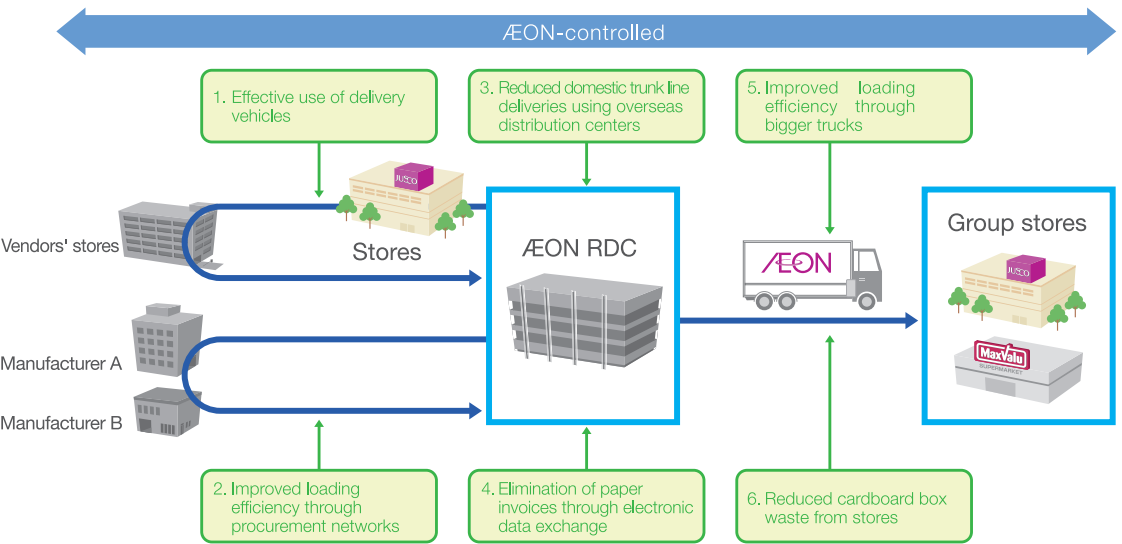 ÆON-controlled
1. Effective use of delivery
vehicles
3. Reduced domestic trunk line
deliveries using overseas
distribution centers
5. Improved loading
efficiency through
bigger trucks
JUSCO
Vendors' stores
Stores
ÆON RDC
ÆON
Group stores
JUSCO
MaxValu
SUPERMARKET
Manufacturer A
Manufacturer B
2. Improved loading
efficiency through
procurement networks
4. Elimination of paper
invoices through electronic
data exchange
6. Reduced cardboard box
waste from stores